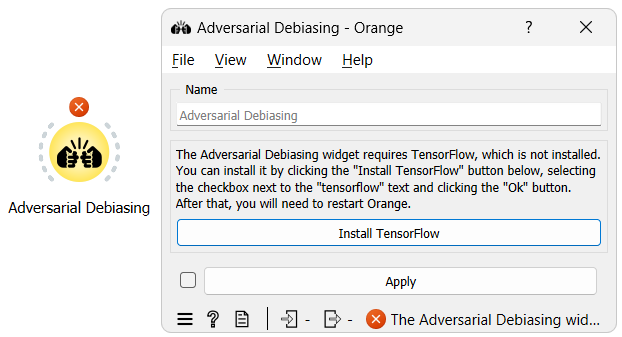 Adversarial Debiasing - Orange
?
File View Window Help
Name
Adversarial Debiasing
Adversarial Debiasing
The Adversarial Debiasing widget requires TensorFlow, which is not installed.
You can install it by clicking the "Install TensorFlow" button below, selecting
the checkbox next to the "tensorflow" text and clicking the "Ok" button.
After that, you will need to restart Orange.
Install TensorFlow
Apply
? - - The Adversarial Debiasing wid...